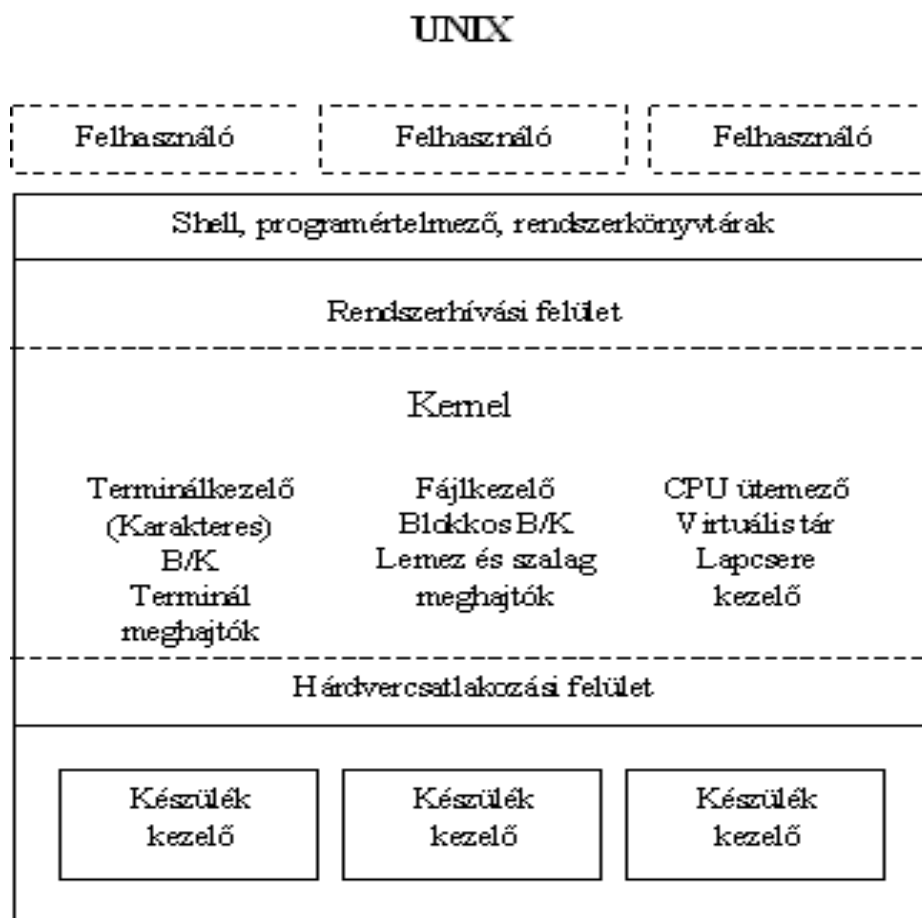 UNIX
Felhasználó
Felhasználó
Felhasználó
Shell, programértelmező, rendszerkönyvtárak
Rendszerhívási felület
Kernel
Terminálkezelő
(Karakteres)
B/K
Terminál
meghajtók
Fájlkezelő
Blokkos B/K
Lemez és szalag
meghajtók
CPU ütemező
Virtuális tár
Lapcsere
kezelő
Hárdvercsatlakozási felület
Készülék
kezelő
Készülék
kezelő
Készülék
kezelő